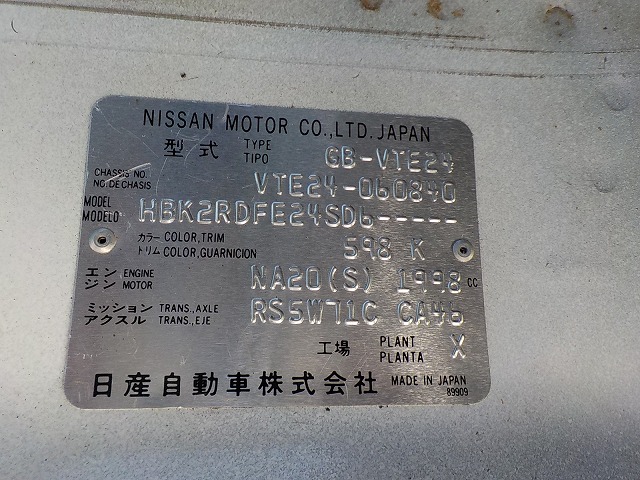 NISSAN MOTOR CO.,LTD. JAPAN
型式 TYPE TIPO GB-VTE24
CHASSIS NO. NO. DE CHASIS VTE24-060840
MODEL MODELO HBK2RDFE24SD6-----
カラー COLOR,TRIM
トリム COLOR,GUARNICION 598 K
エン ENGINE
ジン MOTOR NA20(S) 1998 cc
ミッション TRANS.,AXLE
アクスル TRANS.,EJE RS5W71C CA46
工場 PLANT PLANTA X
日産自動車株式会社 MADE IN JAPAN
89909